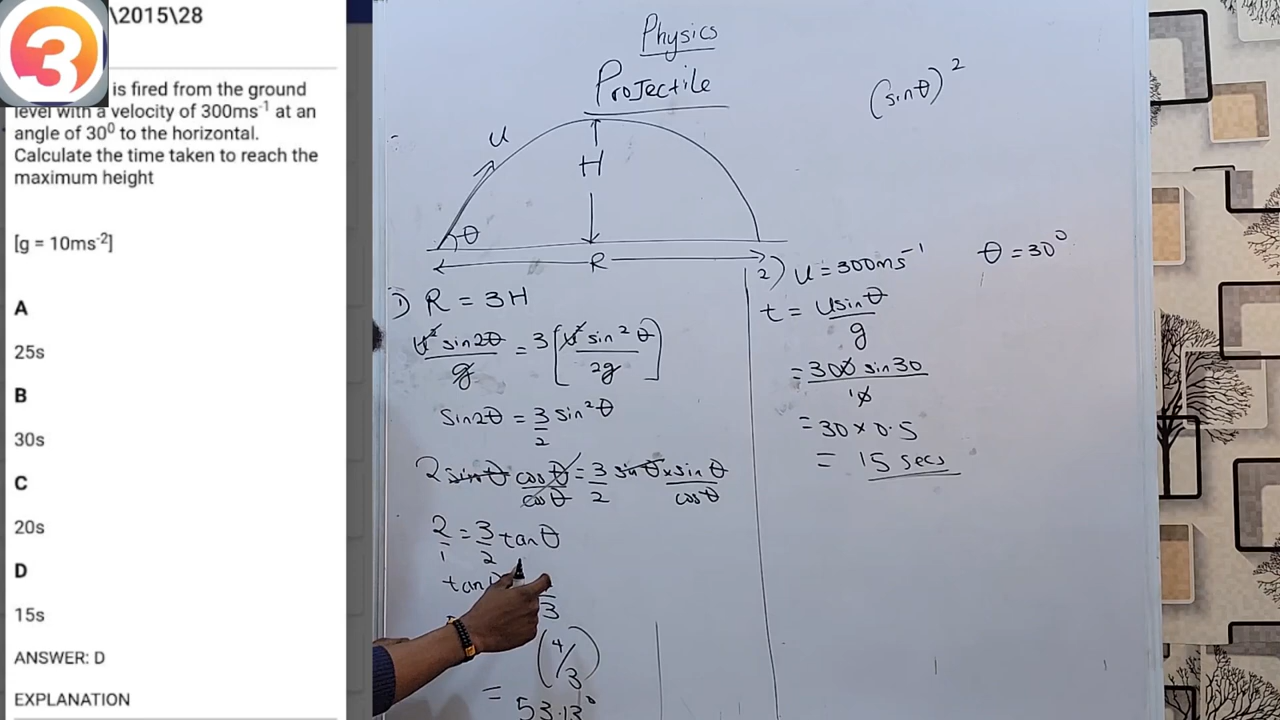 \2015\28
3
is fired from the ground
level with a velocity of 300ms⁻¹ at an
angle of 30⁰ to the horizontal.
Calculate the time taken to reach the
maximum height
[g = 10ms⁻²]
A
25s
B
30s
C
20s
D
15s
ANSWER: D
EXPLANATION
Physics
Projectile
(sinθ)²
u
H
θ
R
1) R = 3H
u² sin2θ / g = 3 [u² sin²θ / 2g]
Sin2θ = 3/2 sin²θ
2 sinθ cosθ / cosθ = 3/2 sinθ × sinθ / cosθ
2/1 = 3/2 tanθ
tanθ
3
(4/3)
= 53.13°
2) u = 300ms⁻¹ θ = 30°
t = usinθ / g
= 300 sin30 / 10
= 30 × 0.5
= 15 secs